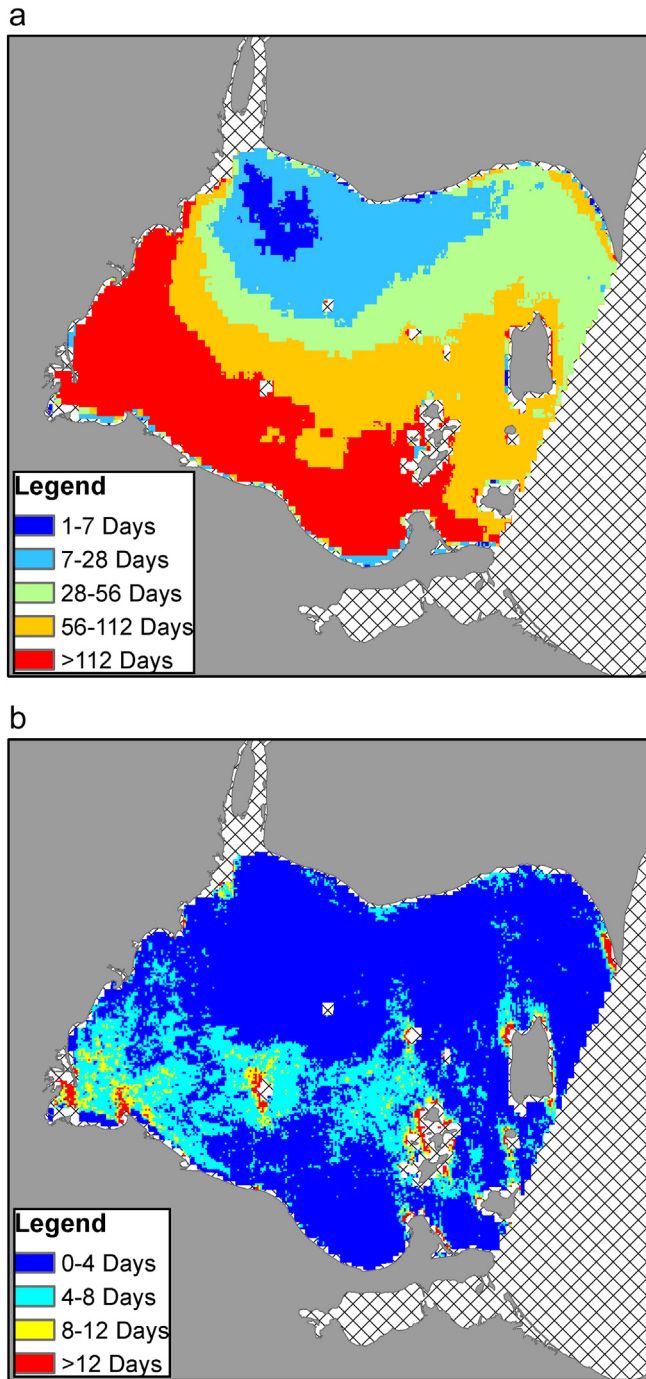 a
Legend
1-7 Days
7-28 Days
28-56 Days
56-112 Days
>112 Days
b
Legend
0-4 Days
4-8 Days
8-12 Days
>12 Days